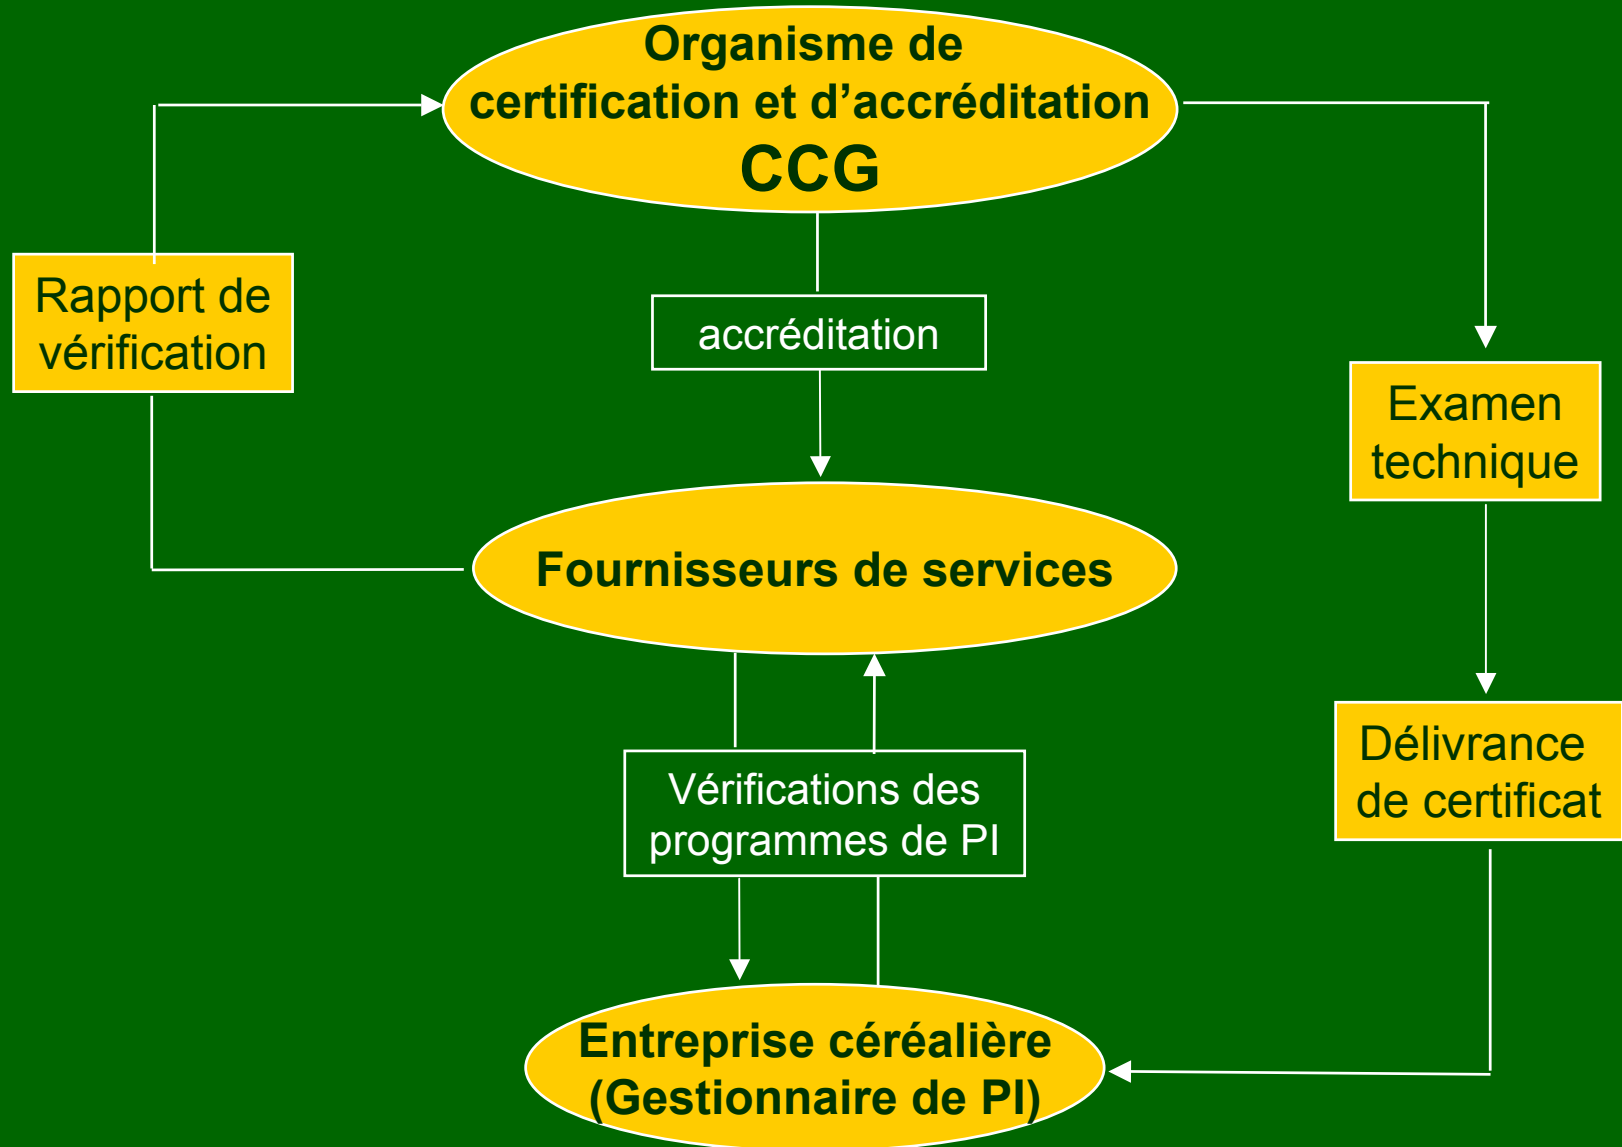 Organisme de
certification et d’accréditation
CCG
Rapport de
vérification
accréditation
Examen
technique
Fournisseurs de services
Vérifications des
programmes de PI
Délivrance
de certificat
Entreprise céréalière
(Gestionnaire de PI)